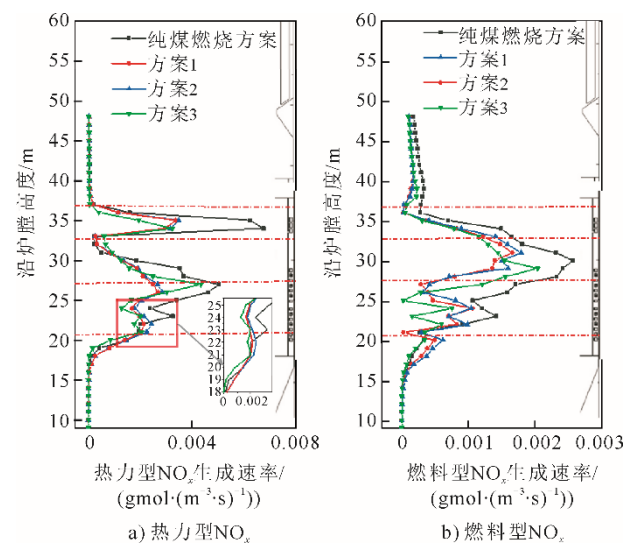 纯煤燃烧方案
方案1
方案2
方案3
沿炉膛高度/m
60
55
50
45
40
35
30
25
20
15
10
0
0.004
0.008
25
24
23
22
21
20
19
18
0
0.002
热力型NOx生成速率/
(gmol·(m³·s)⁻¹))
a) 热力型NOx
纯煤燃烧方案
方案1
方案2
方案3
沿炉膛高度/m
60
55
50
45
40
35
30
25
20
15
10
0
0.001
0.002
0.003
燃料型NOx生成速率/
(gmol·(m³·s)⁻¹))
b) 燃料型NOx